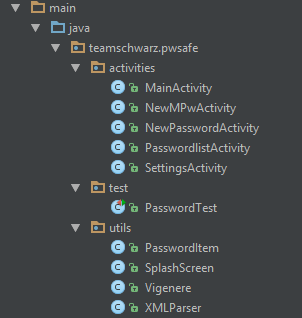 main
java
teamschwarz.pwsafe
activities
MainActivity
NewMPwActivity
NewPasswordActivity
PasswordlistActivity
SettingsActivity
test
PasswordTest
utils
PasswordItem
SplashScreen
Vigenere
XMLParser